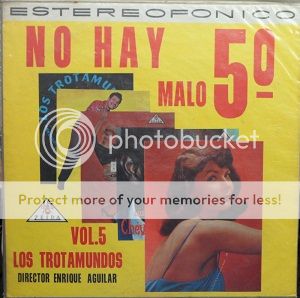 ESTEREOFONICO
NO HAY
MALO 5º
LOS TROTAMU
photobucket
Protect more of your memories for less!
VOL.5
LOS TROTAMUNDOS
DIRECTOR ENRIQUE AGUILAR